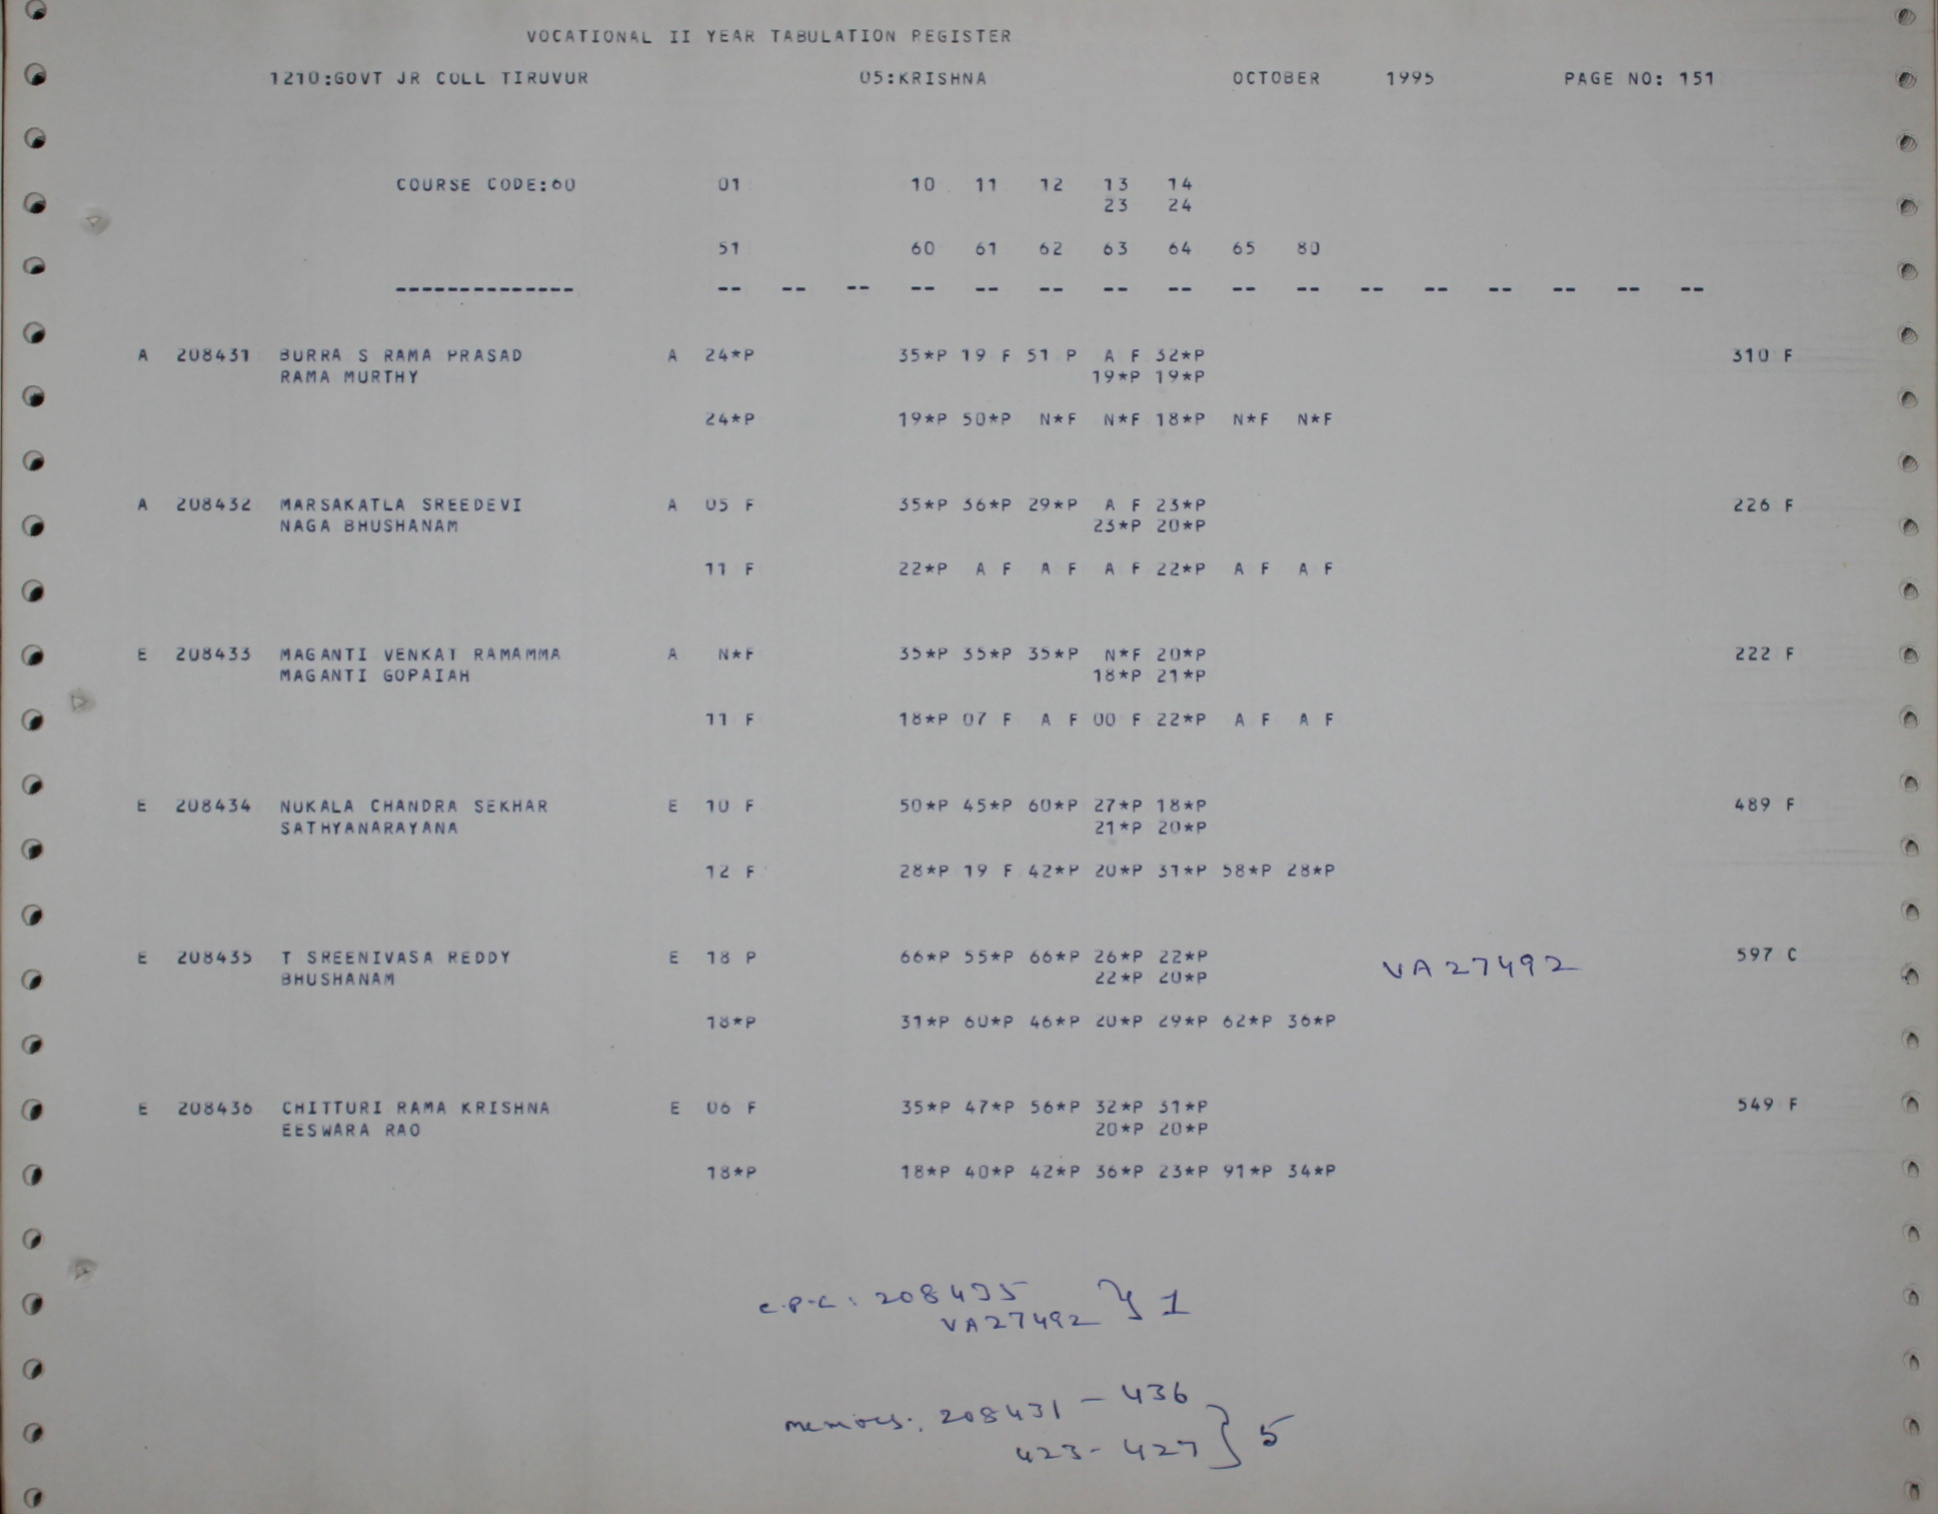 VOCATIONAL II YEAR TABULATION REGISTER
1210:GOVT JR COLL TIRUVUR 05:KRISHNA OCTOBER 1995 PAGE NO: 151
COURSE CODE:60 01 10 11 12 13 14
23 24
51 60 61 62 63 64 65 80
-------------- -- -- -- -- -- -- -- -- -- -- -- -- -- -- -- --
A 208431 BURRA S RAMA PRASAD A 24*P 35*P 19 F 51 P A F 32*P 310 F
RAMA MURTHY 19*P 19*P
24*P 19*P 50*P N*F N*F 18*P N*F N*F
A 208432 MARSAKATLA SREEDEVI A 05 F 35*P 36*P 29*P A F 23*P 226 F
NAGA BHUSHANAM 23*P 20*P
11 F 22*P A F A F A F 22*P A F A F
E 208433 MAGANTI VENKAT RAMAMMA A N*F 35*P 35*P 35*P N*F 20*P 222 F
MAGANTI GOPAIAH 18*P 21*P
11 F 18*P 07 F A F 00 F 22*P A F A F
E 208434 NUKALA CHANDRA SEKHAR E 10 F 50*P 45*P 60*P 27*P 18*P 489 F
SATHYANARAYANA 21*P 20*P
12 F 28*P 19 F 42*P 20*P 31*P 58*P 28*P
E 208435 T SREENIVASA REDDY E 18 P 66*P 55*P 66*P 26*P 22*P VA27492 597 C
BHUSHANAM 22*P 20*P
18*P 31*P 60*P 46*P 20*P 29*P 62*P 36*P
E 208436 CHITTURI RAMA KRISHNA E 06 F 35*P 47*P 56*P 32*P 31*P 549 F
EESWARA RAO 20*P 20*P
18*P 18*P 40*P 42*P 36*P 23*P 91*P 34*P
c.p.c: 208435 } 1
VA27492
208431 - 436
423 - 427 } 5